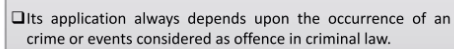 ❑Its application always depends upon the occurrence of an
crime or events considered as offence in criminal law.